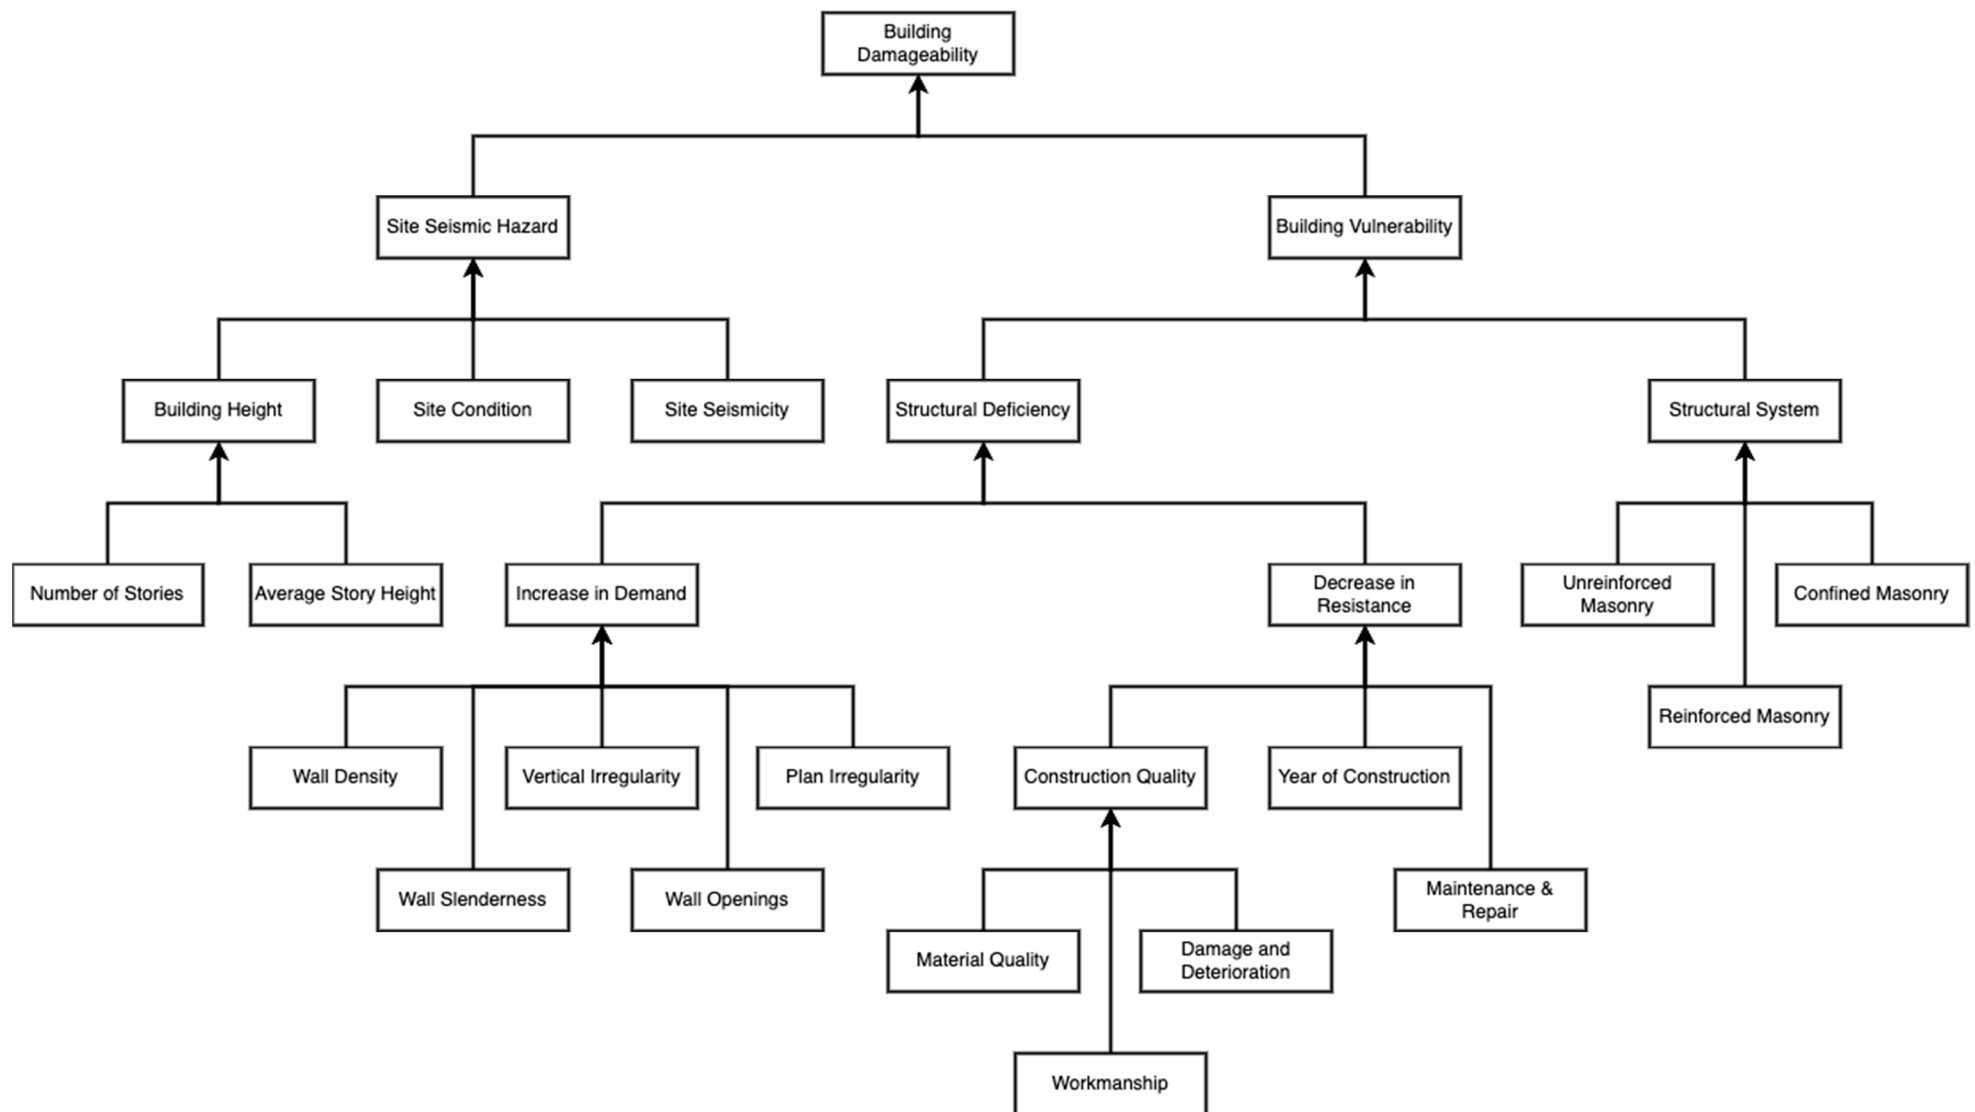 Building
Damageability
Site Seismic Hazard
Building Vulnerability
Building Height
Site Condition
Site Seismicity
Structural Deficiency
Structural System
Number of Stories
Average Story Height
Increase in Demand
Decrease in
Resistance
Unreinforced
Masonry
Confined Masonry
Reinforced Masonry
Wall Density
Vertical Irregularity
Plan Irregularity
Construction Quality
Year of Construction
Wall Slenderness
Wall Openings
Maintenance &
Repair
Material Quality
Damage and
Deterioration
Workmanship